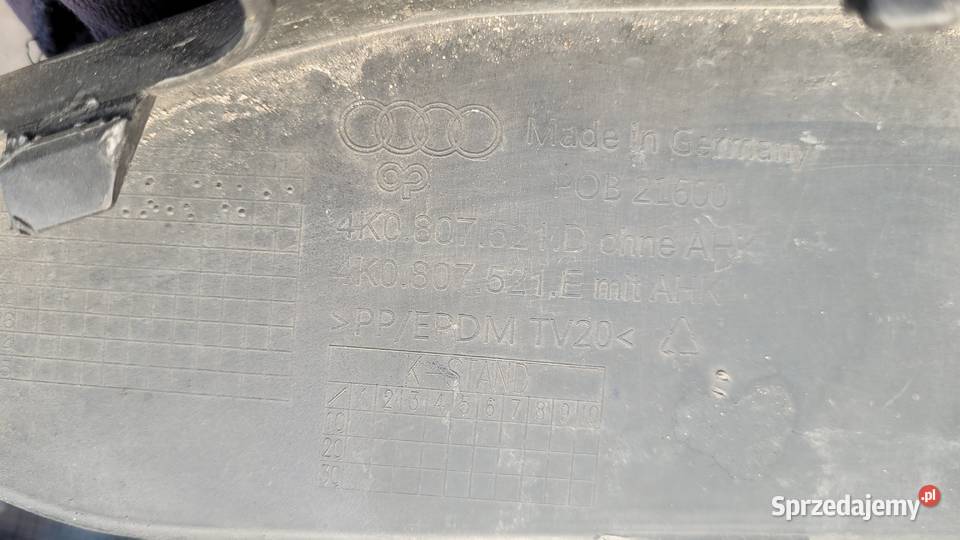 Made in Germany
POB 21600
4K0.807.521.D ohne AHK
4K0.807.521.E mit AHK
>PP/EPDM TV20<
K-STAND
1 2 3 4 5 6 7 8 9 10
10
20
30
Sprzedajemy.pl